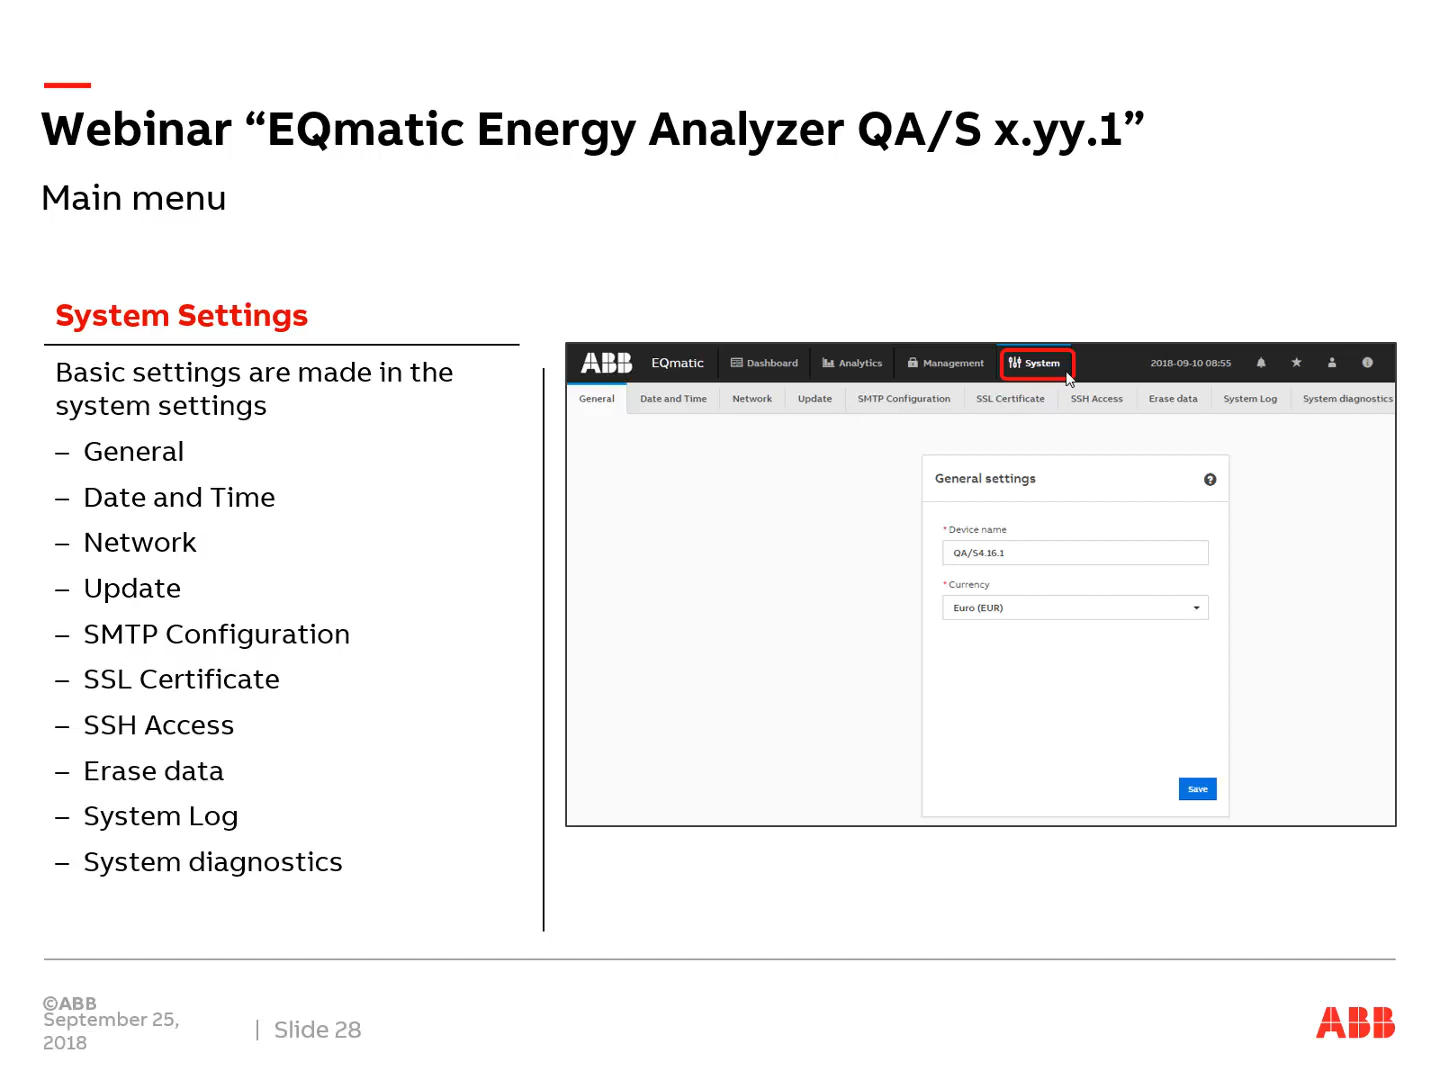 Webinar “EQmatic Energy Analyzer QA/S x.yy.1”
Main menu
System Settings
Basic settings are made in the
system settings
– General
– Date and Time
– Network
– Update
– SMTP Configuration
– SSL Certificate
– SSH Access
– Erase data
– System Log
– System diagnostics
ABB EQmatic Dashboard Analytics Management System 2018-09-10 08:55
General Date and Time Network Update SMTP Configuration SSL Certificate SSH Access Erase data System Log System diagnostics
General settings
* Device name
QA/S4.16.1
* Currency
Euro (EUR)
Save
©ABB
September 25,
2018
| Slide 28
ABB